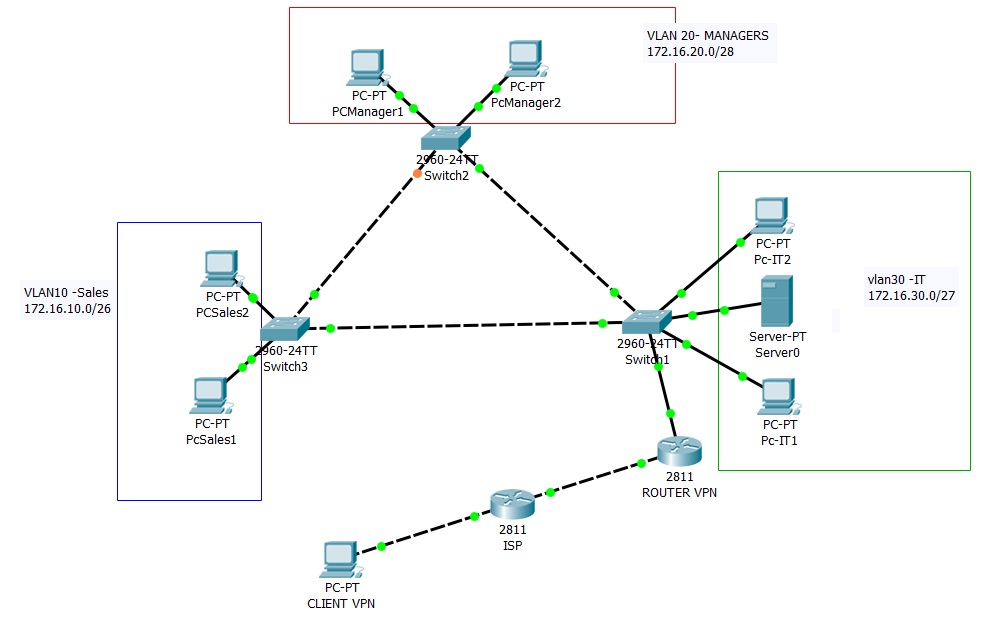 VLAN 20- MANAGERS
172.16.20.0/28
PC-PT
PCManager1
PC-PT
PcManager2
2960-24TT
Switch2
PC-PT
Pc-IT2
vlan30 -IT
172.16.30.0/27
Server-PT
Server0
VLAN10 -Sales
172.16.10.0/26
PC-PT
PCSales2
2960-24TT
Switch3
2960-24TT
Switch1
PC-PT
PcSales1
PC-PT
Pc-IT1
2811
ROUTER VPN
2811
ISP
PC-PT
CLIENT VPN